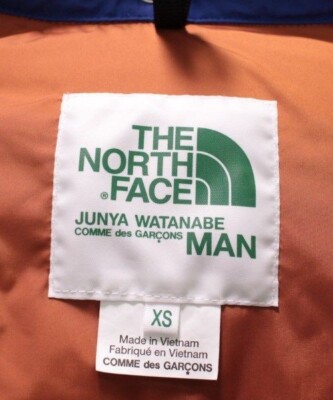 THE
NORTH
®FACE
JUNYA WATANABE
COMME des GARÇONS MAN
XS
Made in Vietnam
Fabriqué en Vietnam
COMME des GARÇONS